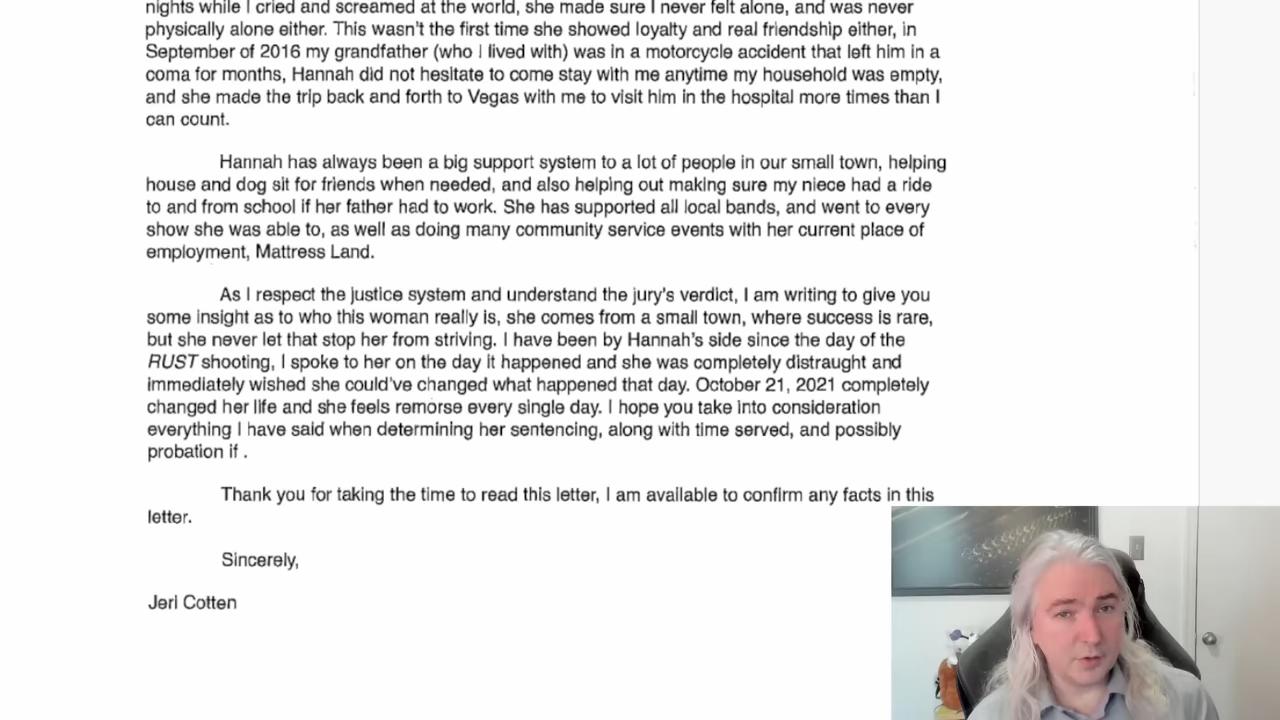 nights while I cried and screamed at the world, she made sure I never felt alone, and was never
physically alone either. This wasn't the first time she showed loyalty and real friendship either, in
September of 2016 my grandfather (who I lived with) was in a motorcycle accident that left him in a
coma for months, Hannah did not hesitate to come stay with me anytime my household was empty,
and she made the trip back and forth to Vegas with me to visit him in the hospital more times than I
can count.
Hannah has always been a big support system to a lot of people in our small town, helping
house and dog sit for friends when needed, and also helping out making sure my niece had a ride
to and from school if her father had to work. She has supported all local bands, and went to every
show she was able to, as well as doing many community service events with her current place of
employment, Mattress Land.
As I respect the justice system and understand the jury's verdict, I am writing to give you
some insight as to who this woman really is, she comes from a small town, where success is rare,
but she never let that stop her from striving. I have been by Hannah's side since the day of the
RUST shooting, I spoke to her on the day it happened and she was completely distraught and
immediately wished she could've changed what happened that day. October 21, 2021 completely
changed her life and she feels remorse every single day. I hope you take into consideration
everything I have said when determining her sentencing, along with time served, and possibly
probation if .
Thank you for taking the time to read this letter, I am available to confirm any facts in this
letter.
Sincerely,
Jeri Cotten